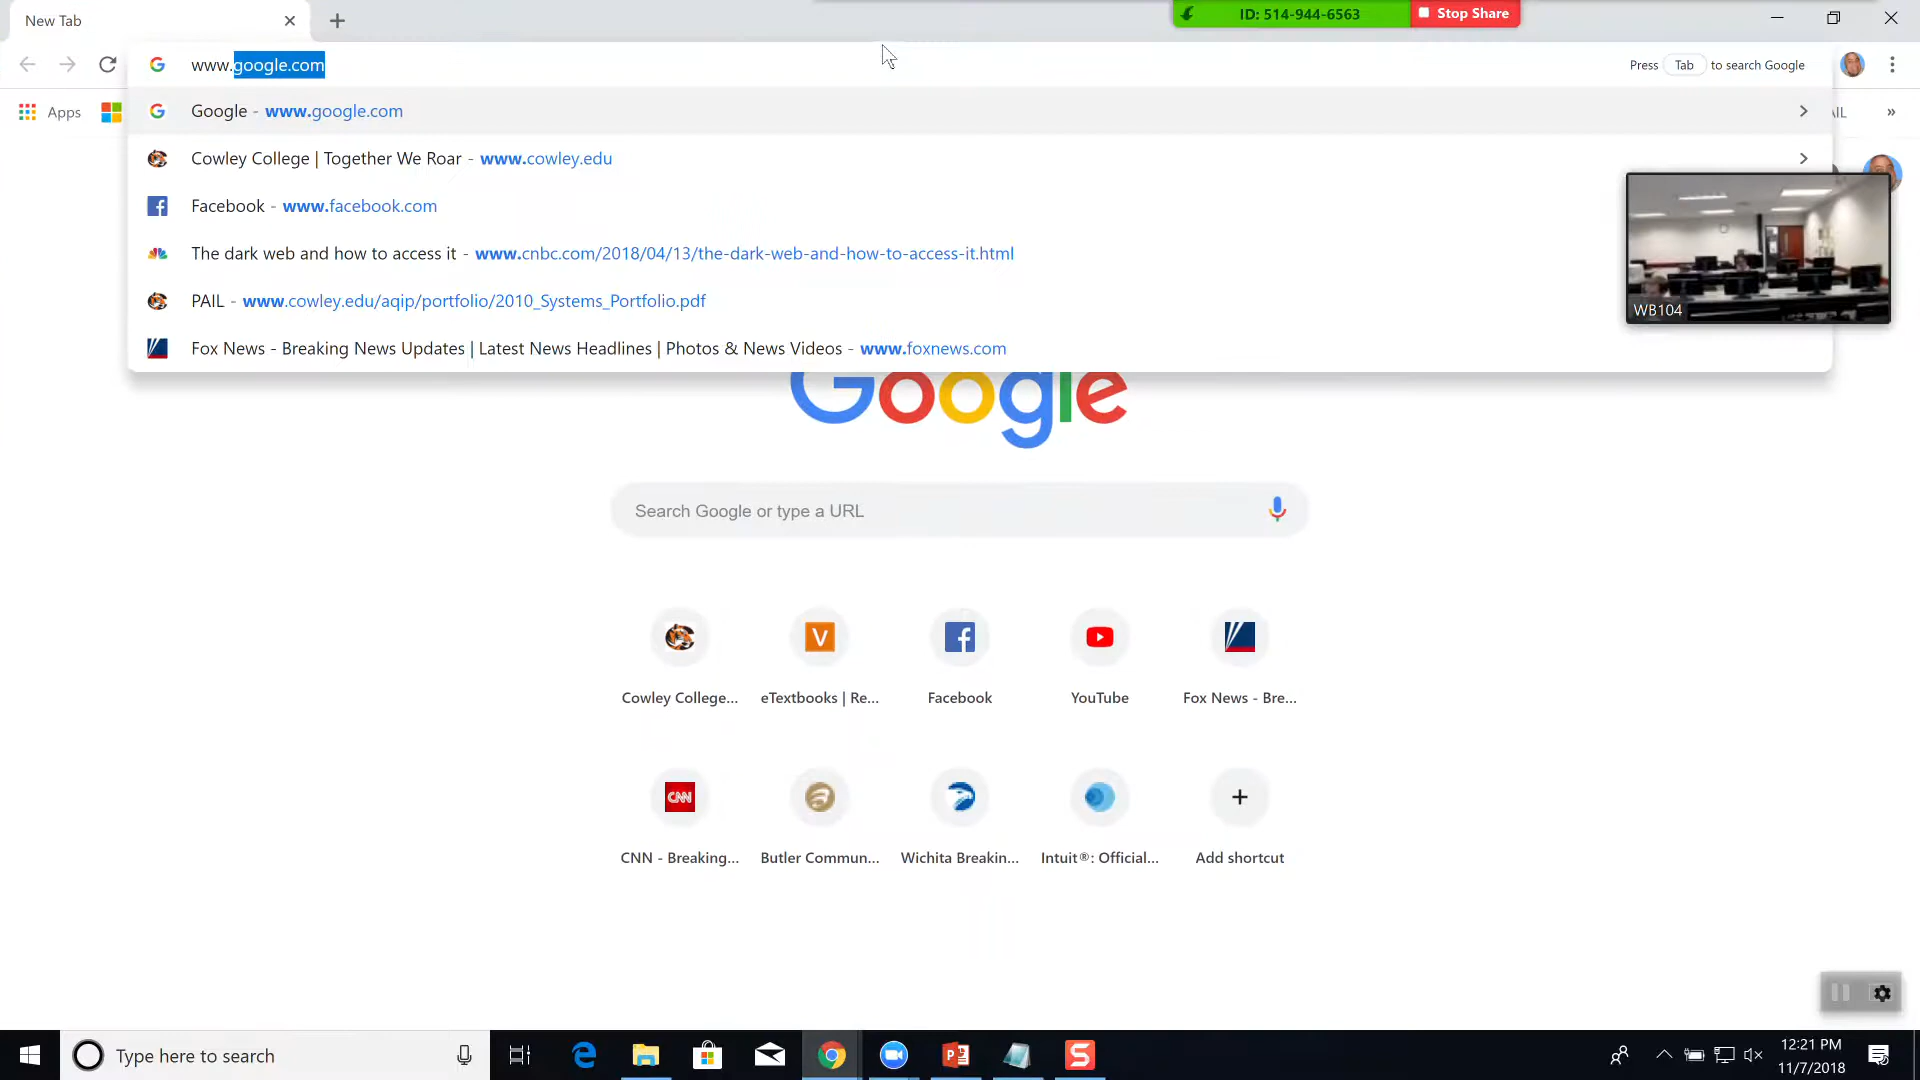 New Tab
ID: 514-944-6563
Stop Share
www.google.com
Press Tab to search Google
Apps
AIL
»
Google - www.google.com
Cowley College | Together We Roar - www.cowley.edu
Facebook - www.facebook.com
The dark web and how to access it - www.cnbc.com/2018/04/13/the-dark-web-and-how-to-access-it.html
PAIL - www.cowley.edu/aqip/portfolio/2010_Systems_Portfolio.pdf
Fox News - Breaking News Updates | Latest News Headlines | Photos & News Videos - www.foxnews.com
WB104
Google
Search Google or type a URL
Cowley College...
eTextbooks | Re...
Facebook
YouTube
Fox News - Bre...
CNN
CNN - Breaking...
Butler Commun...
Wichita Breakin...
Intuit®: Official...
Add shortcut
Type here to search
12:21 PM
11/7/2018